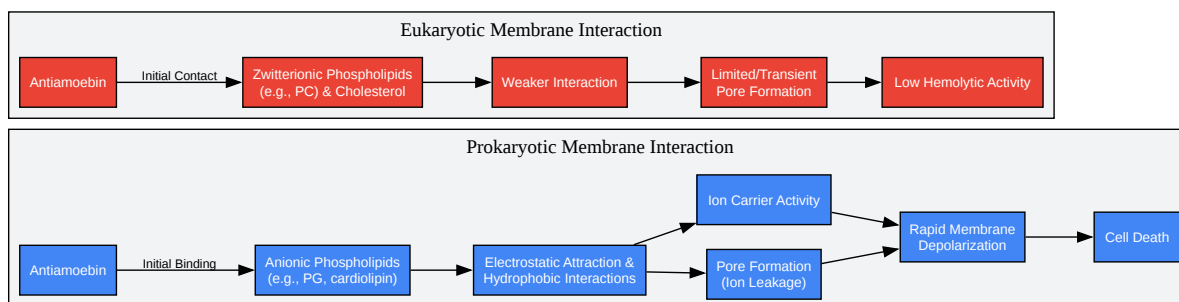 Eukaryotic Membrane Interaction
Antiamoebin
Initial Contact
Zwitterionic Phospholipids
(e.g., PC) & Cholesterol
Weaker Interaction
Limited/Transient
Pore Formation
Low Hemolytic Activity
Prokaryotic Membrane Interaction
Antiamoebin
Initial Binding
Anionic Phospholipids
(e.g., PG, cardiolipin)
Electrostatic Attraction &
Hydrophobic Interactions
Ion Carrier Activity
Pore Formation
(Ion Leakage)
Rapid Membrane
Depolarization
Cell Death